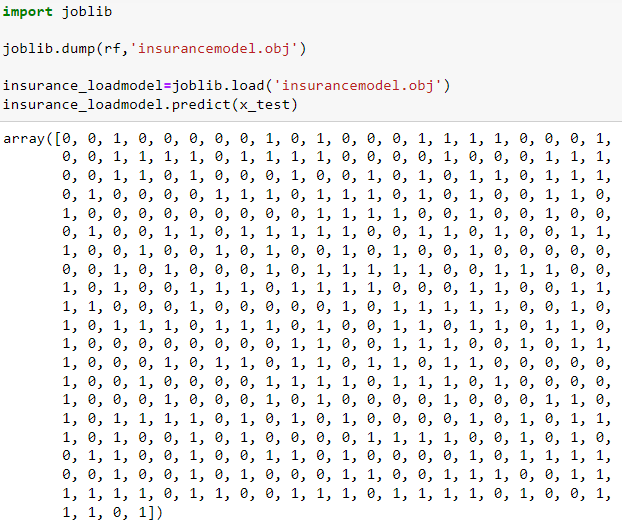 import joblib
joblib.dump(rf,'insurancemodel.obj')
insurance_loadmodel=joblib.load('insurancemodel.obj')
insurance_loadmodel.predict(x_test)
array([0, 0, 1, 0, 0, 0, 0, 0, 1, 0, 1, 0, 0, 0, 1, 1, 1, 1, 0, 0, 0, 1,
0, 0, 1, 1, 1, 1, 0, 1, 1, 1, 1, 0, 0, 0, 0, 1, 0, 0, 0, 1, 1, 1,
0, 0, 1, 1, 0, 1, 0, 0, 0, 1, 0, 0, 1, 0, 1, 0, 1, 1, 0, 1, 1, 1,
0, 1, 0, 0, 0, 0, 1, 1, 1, 0, 1, 1, 1, 0, 1, 0, 1, 0, 0, 1, 1, 0,
1, 0, 0, 0, 0, 0, 0, 0, 0, 0, 1, 1, 1, 1, 0, 0, 1, 0, 0, 1, 0, 0,
0, 1, 0, 0, 1, 1, 0, 1, 1, 1, 1, 1, 0, 0, 1, 1, 0, 1, 0, 0, 1, 1,
1, 0, 0, 1, 0, 0, 1, 0, 1, 0, 0, 1, 0, 1, 0, 0, 1, 0, 0, 0, 0, 0,
0, 0, 1, 0, 1, 0, 0, 0, 1, 0, 1, 1, 1, 1, 1, 0, 0, 1, 1, 1, 0, 0,
1, 0, 1, 0, 0, 1, 1, 1, 0, 1, 1, 1, 1, 0, 0, 0, 1, 1, 0, 0, 1, 1,
1, 1, 0, 0, 0, 1, 0, 0, 0, 0, 0, 1, 0, 1, 1, 1, 1, 1, 0, 0, 1, 0,
1, 0, 1, 1, 1, 0, 1, 1, 1, 0, 1, 0, 0, 1, 1, 0, 1, 1, 0, 1, 1, 0,
1, 0, 0, 0, 0, 0, 0, 0, 0, 1, 1, 0, 0, 1, 1, 1, 0, 0, 1, 0, 1, 1,
1, 0, 0, 0, 1, 0, 1, 1, 0, 1, 1, 0, 1, 1, 0, 1, 1, 0, 0, 0, 0, 0,
1, 0, 0, 1, 0, 0, 0, 0, 1, 1, 1, 1, 0, 1, 1, 1, 0, 1, 0, 0, 0, 0,
1, 0, 0, 0, 1, 0, 0, 0, 1, 0, 1, 0, 0, 0, 0, 1, 0, 0, 0, 1, 1, 0,
1, 0, 1, 1, 1, 1, 0, 1, 0, 1, 0, 1, 0, 0, 0, 0, 1, 0, 1, 0, 1, 1,
1, 0, 1, 0, 0, 1, 0, 1, 0, 0, 0, 0, 1, 1, 1, 1, 0, 0, 1, 0, 1, 0,
0, 1, 1, 0, 0, 1, 0, 0, 1, 1, 0, 1, 0, 0, 0, 0, 1, 0, 1, 1, 1, 1,
0, 0, 1, 0, 0, 1, 0, 1, 0, 0, 0, 1, 1, 0, 0, 1, 1, 1, 0, 0, 1, 1,
1, 1, 1, 1, 0, 1, 1, 0, 0, 1, 1, 1, 0, 1, 1, 1, 1, 0, 1, 0, 0, 1,
1, 1, 0, 1])